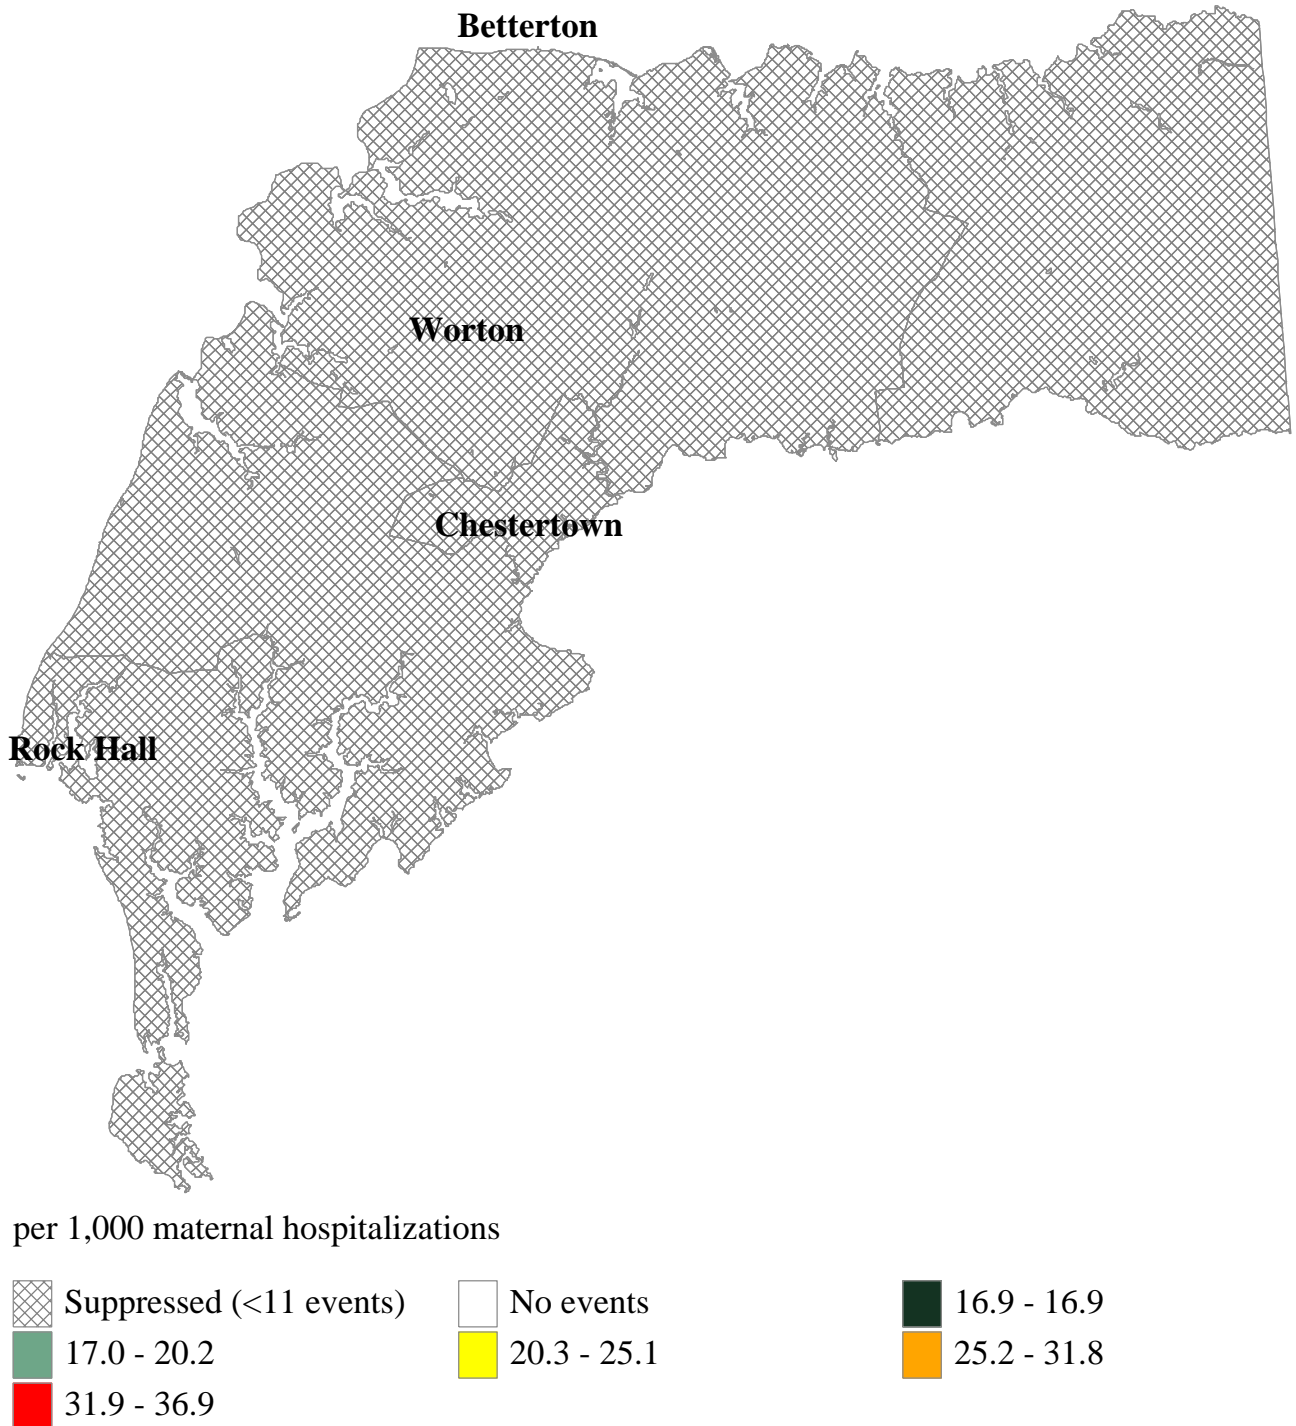 Betterton
Worton
Chestertown
Rock Hall
per 1,000 maternal hospitalizations
Suppressed (<11 events)
No events
16.9 - 16.9
17.0 - 20.2
20.3 - 25.1
25.2 - 31.8
31.9 - 36.9